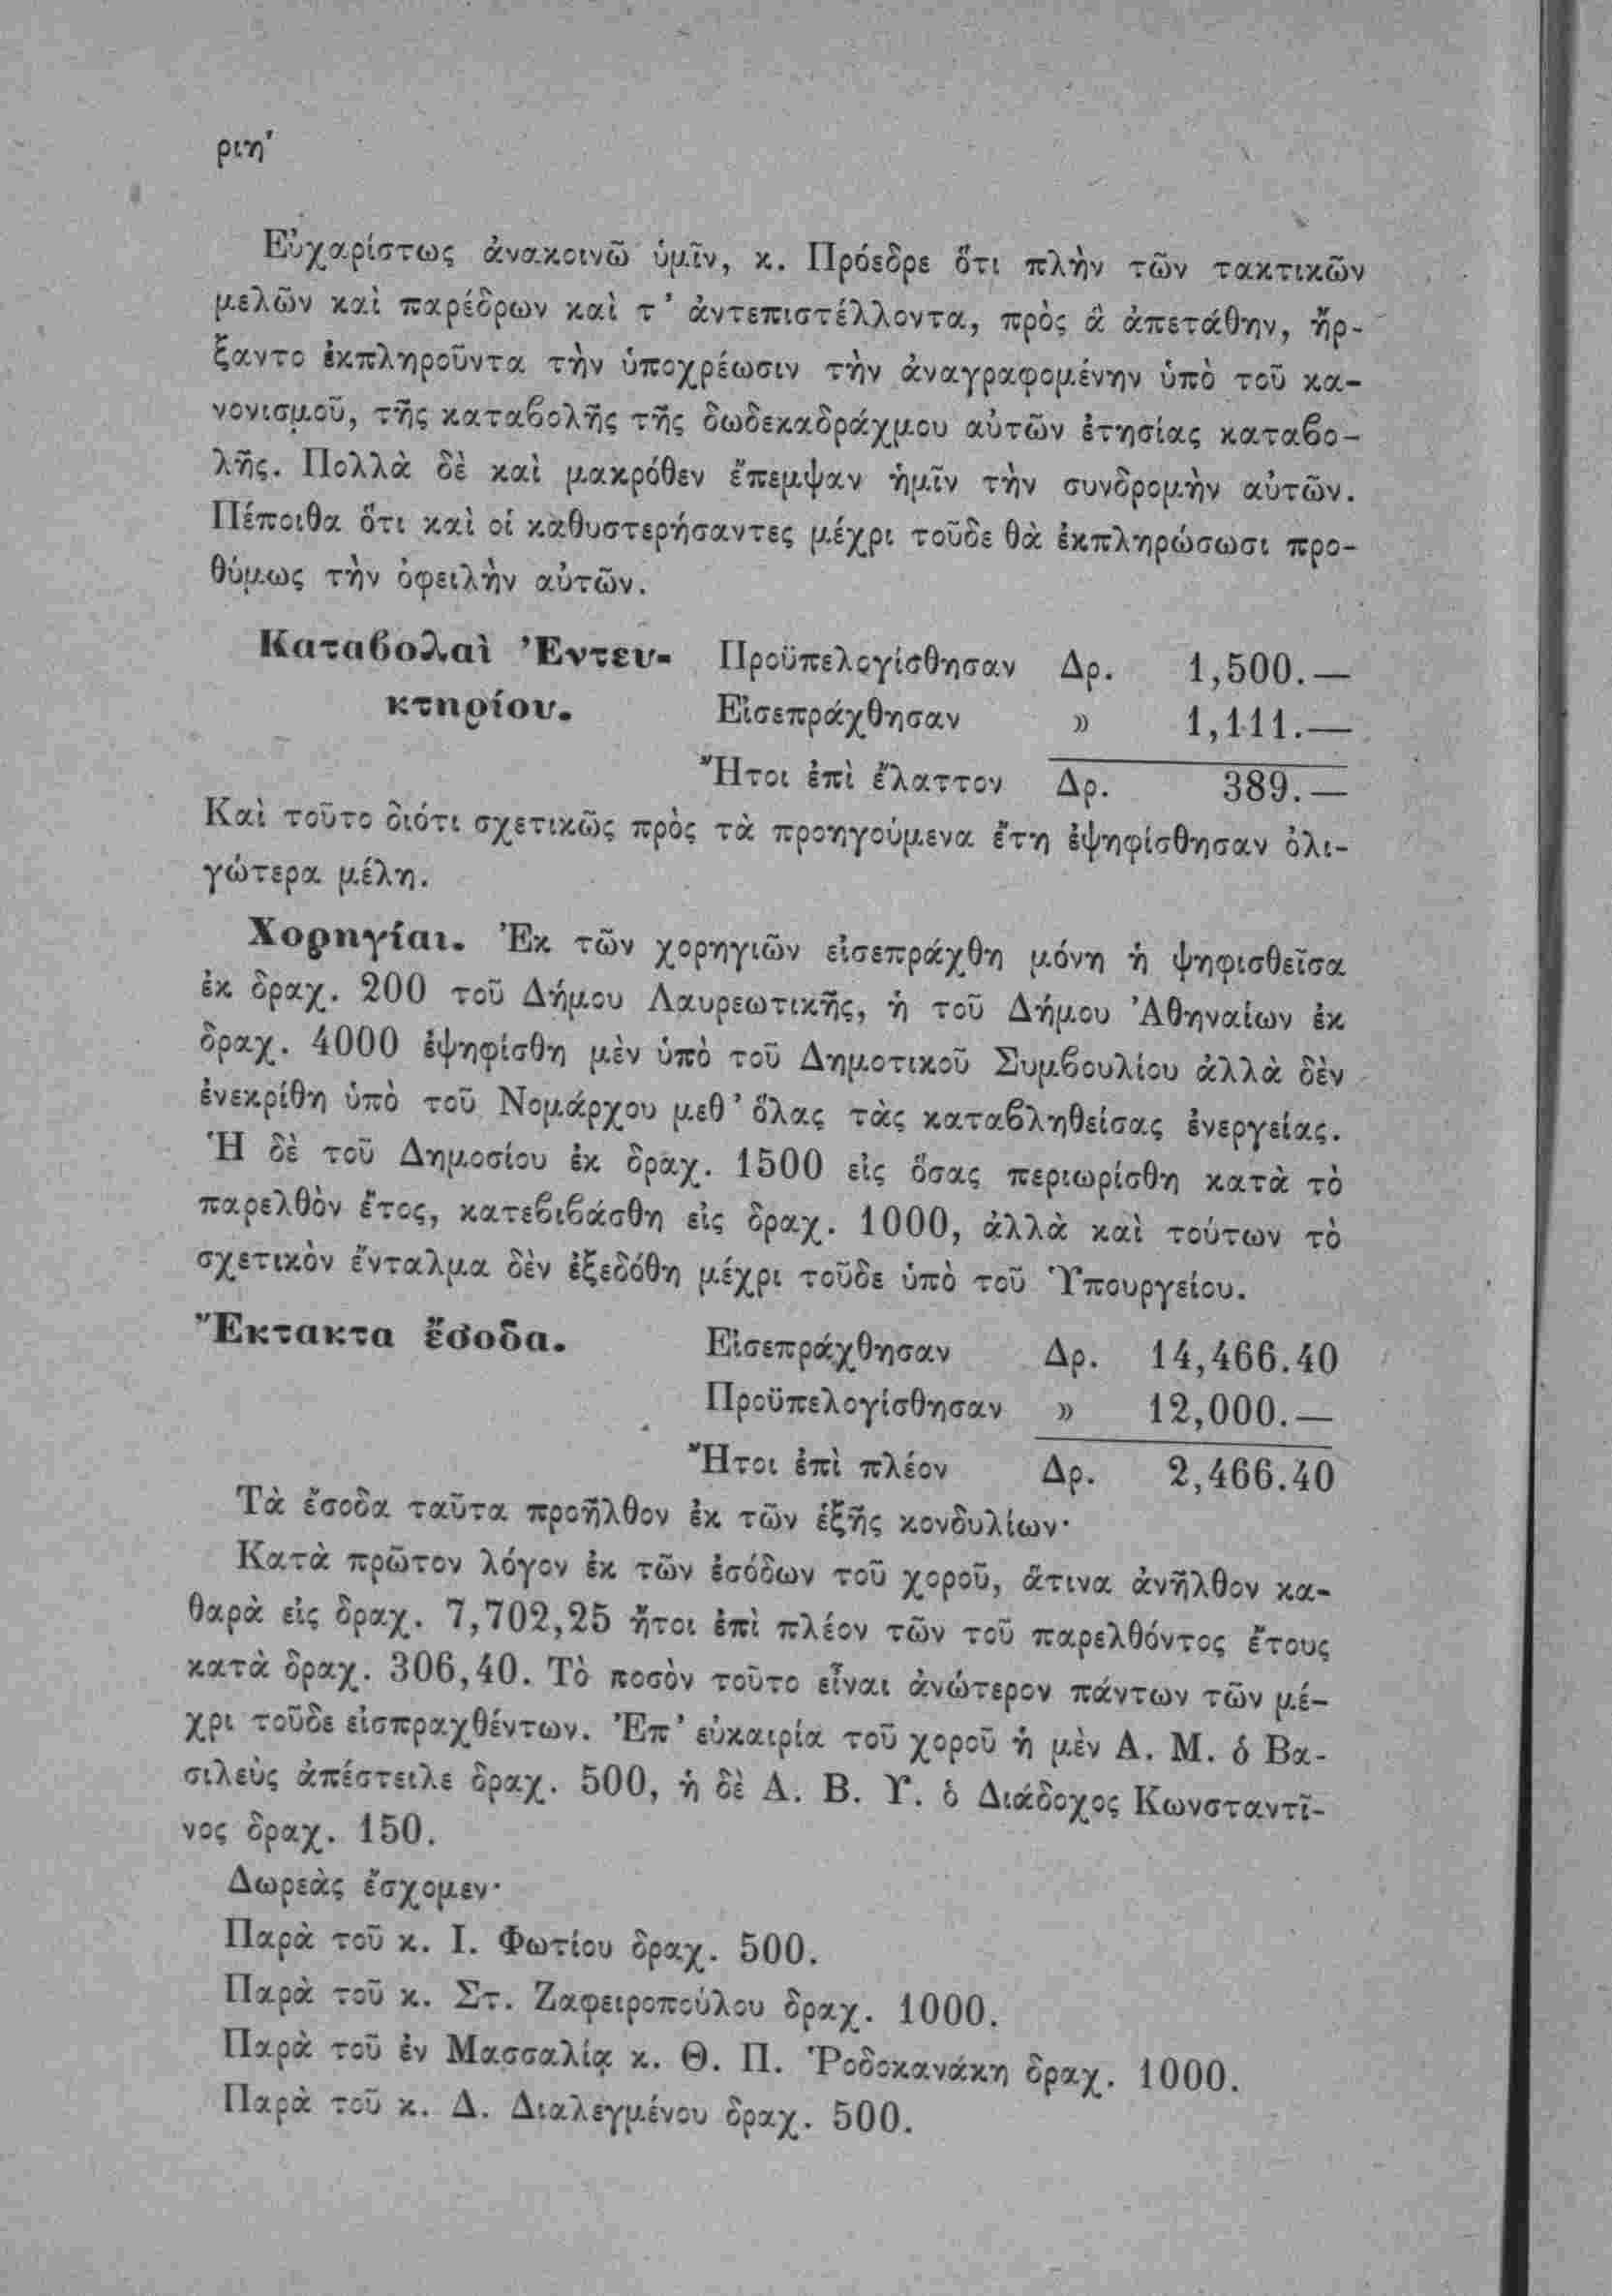 ριη'
Εὐχαρίστως ἀνακοινῶ ὑμῖν, κ. Πρόεδρε ὅτι πλὴν τῶν τακτικῶν
μελῶν καὶ παρέδρων καὶ τ' ἀντεπιστέλλοντα, πρὸς ἃ ἀπετάθην, ἤρ-
ξαντο ἐκπληροῦντα τὴν ὑποχρέωσιν τὴν ἀναγραφομένην ὑπὸ τοῦ κα-
νονισμοῦ, τῆς καταβολῆς τῆς δωδεκαδράχμου αὐτῶν ἐτησίας καταβο-
λῆς. Πολλὰ δὲ καὶ μακρόθεν ἔπεμψαν ἡμῖν τὴν συνδρομὴν αὐτῶν.
Πέποιθα ὅτι καὶ οἱ καθυστερήσαντες μέχρι τοῦδε θὰ ἐκπληρώσωσι προ-
θύμως τὴν ὀφειλὴν αὐτῶν.
Καταβολαὶ Ἐντευ- Προϋπελογίσθησαν Δρ. 1,500.—
κτηρίου. Εἰσεπράχθησαν » 1,111.—
Ἤτοι ἐπὶ ἔλαττον Δρ. 389.—
Καὶ τοῦτο διότι σχετικῶς πρὸς τὰ προηγούμενα ἔτη ἐψηφίσθησαν ὀλι-
γώτερα μέλη.
Χορηγίαι. Ἐκ τῶν χορηγιῶν εἰσεπράχθη μόνη ἡ ψηφισθεῖσα
ἐκ δραχ. 200 τοῦ Δήμου Λαυρεωτικῆς, ἡ τοῦ Δήμου Ἀθηναίων ἐκ
δραχ. 4000 ἐψηφίσθη μὲν ὑπὸ τοῦ Δημοτικοῦ Συμβουλίου ἀλλὰ δὲν
ἐνεκρίθη ὑπὸ τοῦ Νομάρχου μεθ' ὅλας τὰς καταβληθείσας ἐνεργείας.
Ἡ δὲ τοῦ Δημοσίου ἐκ δραχ. 1500 εἰς ὅσας περιωρίσθη κατὰ τὸ
παρελθὸν ἔτος, κατεβιβάσθη εἰς δραχ. 1000, ἀλλὰ καὶ τούτων τὸ
σχετικὸν ἔνταλμα δὲν ἐξεδόθη μέχρι τοῦδε ὑπὸ τοῦ Ὑπουργείου.
Ἔκτακτα ἔσοδα. Εἰσεπράχθησαν Δρ. 14,466.40
Προϋπελογίσθησαν » 12,000.—
Ἤτοι ἐπὶ πλέον Δρ. 2,466.40
Τὰ ἔσοδα ταῦτα προῆλθον ἐκ τῶν ἑξῆς κονδυλίων·
Κατὰ πρῶτον λόγον ἐκ τῶν ἐσόδων τοῦ χοροῦ, ἅτινα ἀνῆλθον κα-
θαρὰ εἰς δραχ. 7,702,25 ἤτοι ἐπὶ πλέον τῶν τοῦ παρελθόντος ἔτους
κατὰ δραχ. 306,40. Τὸ ποσὸν τοῦτο εἶναι ἀνώτερον πάντων τῶν μέ-
χρι τοῦδε εἰσπραχθέντων. Ἐπ' εὐκαιρία τοῦ χοροῦ ἡ μὲν Α. Μ. ὁ Βα-
σιλεὺς ἀπέστειλε δραχ. 500, ἡ δὲ Α. Β. Υ. ὁ Διάδοχος Κωνσταντῖ-
νος δραχ. 150.
Δωρεὰς ἔσχομεν·
Παρὰ τοῦ κ. Ι. Φωτίου δραχ. 500.
Παρὰ τοῦ κ. Στ. Ζαφειροπούλου δραχ. 1000.
Παρὰ τοῦ ἐν Μασσαλίᾳ κ. Θ. Π. Ῥοδοκανάκη δραχ. 1000.
Παρὰ τοῦ κ. Δ. Διαλεγμένου δραχ. 500.